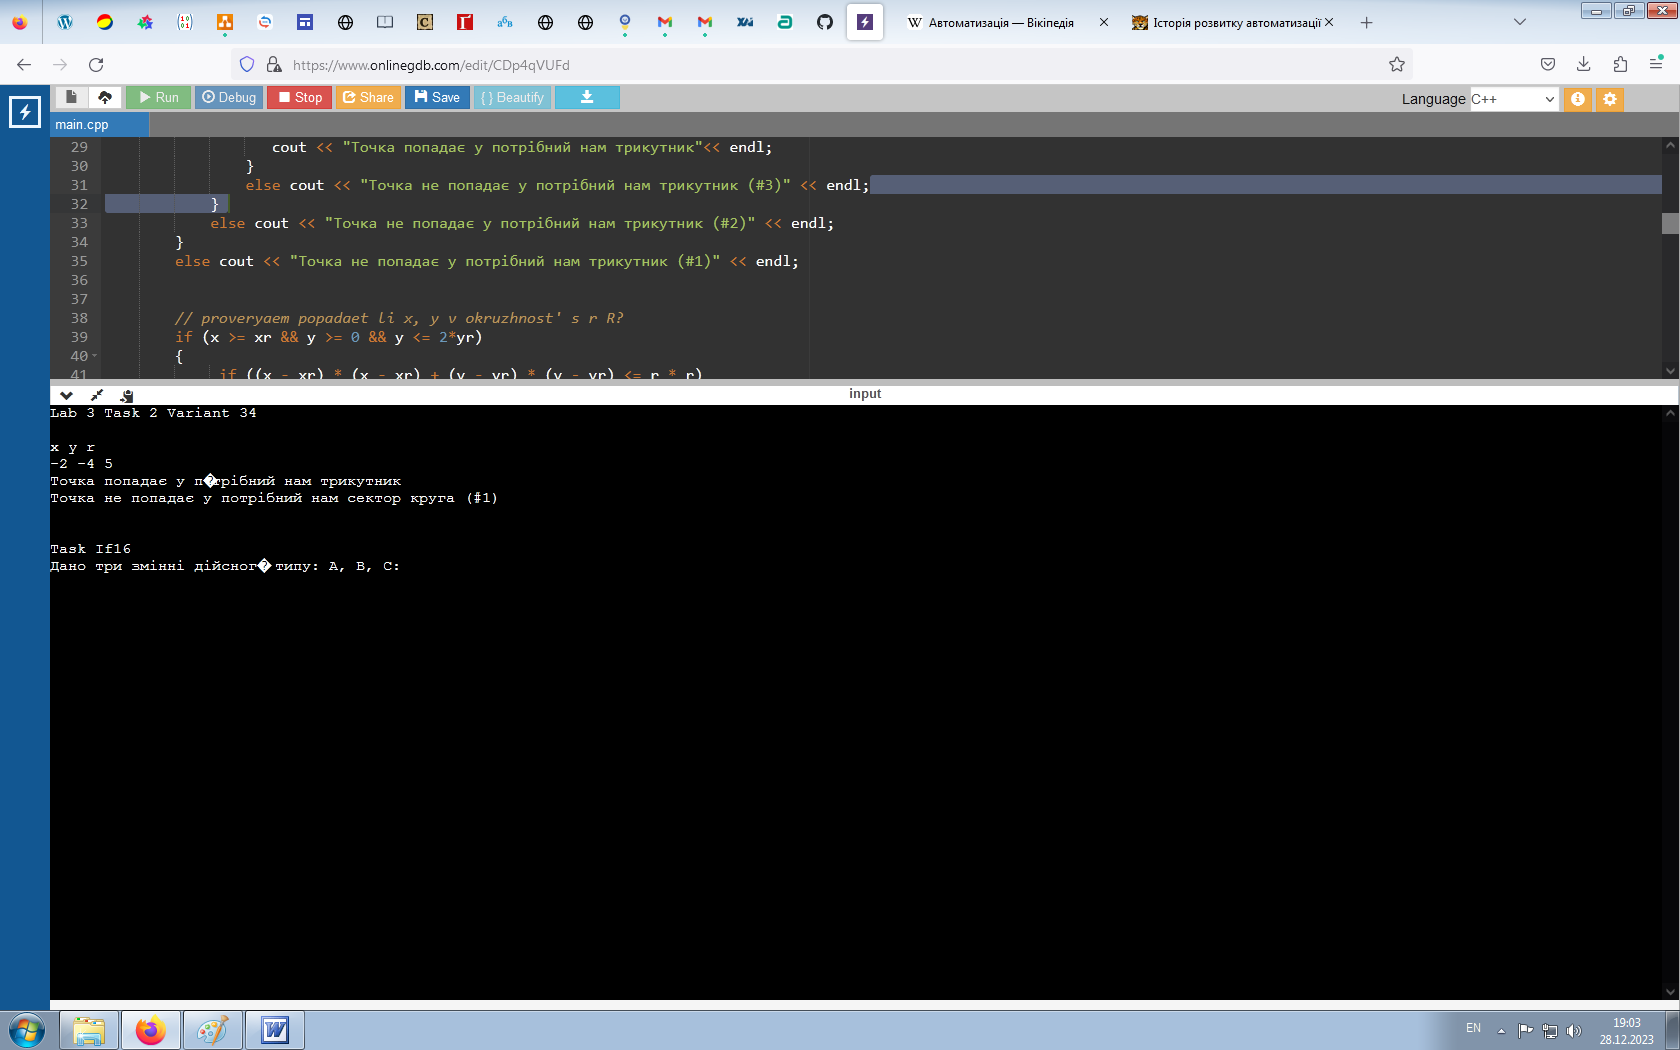 Автоматизація — Вікіпедія
Історія розвитку автоматизації
https://www.onlinegdb.com/edit/CDp4qVUFd
Run Debug Stop Share Save { } Beautify Language C++
main.cpp
29 cout << "Точка попадає у потрібний нам трикутник"<< endl;
30 }
31 else cout << "Точка не попадає у потрібний нам трикутник (#3)" << endl;
32 }
33 else cout << "Точка не попадає у потрібний нам трикутник (#2)" << endl;
34 }
35 else cout << "Точка не попадає у потрібний нам трикутник (#1)" << endl;
36
37
38 // proveryaem popadaet li x, y v okruzhnost' s r R?
39 if (x >= xr && y >= 0 && y <= 2*yr)
40 {
41 if ((x - xr) * (x - xr) + (y - yr) * (y - yr) <= r * r)
input
Lab 3 Task 2 Variant 34
x y r
-2 -4 5
Точка попадає у п�трібний нам трикутник
Точка не попадає у потрібний нам сектор круга (#1)
Task If16
Дано три змінні дійсног� типу: A, B, C:
EN
19:03
28.12.2023